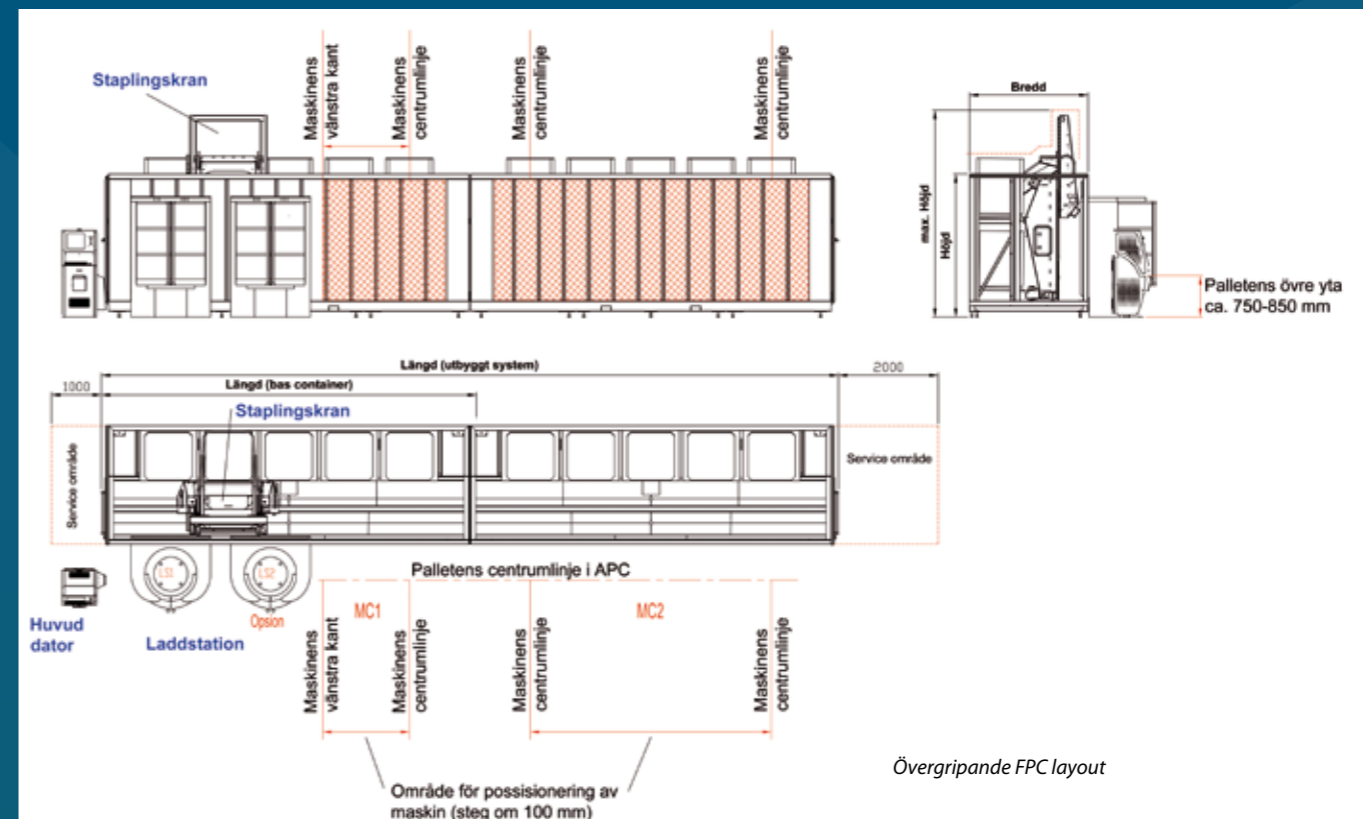 Staplingskran
Maskinens
vänstra kant
Maskinens
centrumlinje
Maskinens
centrumlinje
Maskinens
centrumlinje
Bredd
max. Höjd
Höjd
Palletens övre yta
ca. 750-850 mm
Längd (utbyggt system)
1000
2000
Längd (bas container)
Staplingskran
Service område
Service område
LS1
LS2
Palletens centrumlinje i APC
Huvud
dator
Laddstation
Opsion
MC1
MC2
Maskinens
vänstra kant
Maskinens
centrumlinje
Maskinens
centrumlinje
Maskinens
centrumlinje
Övergripande FPC layout
Område för possisionering av
maskin (steg om 100 mm)